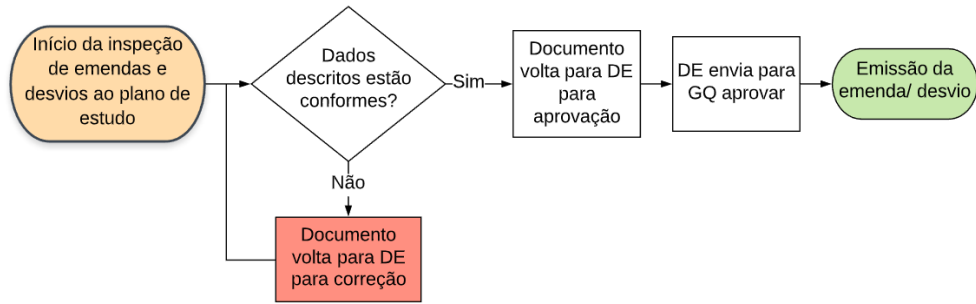 Início da inspeção
de emendas e
desvios ao plano de
estudo
Dados
descritos estão
conformes?
Sim
Documento
volta para DE
para
aprovação
DE envia para
GQ aprovar
Emissão da
emenda/ desvio
Não
Documento
volta para DE
para correção